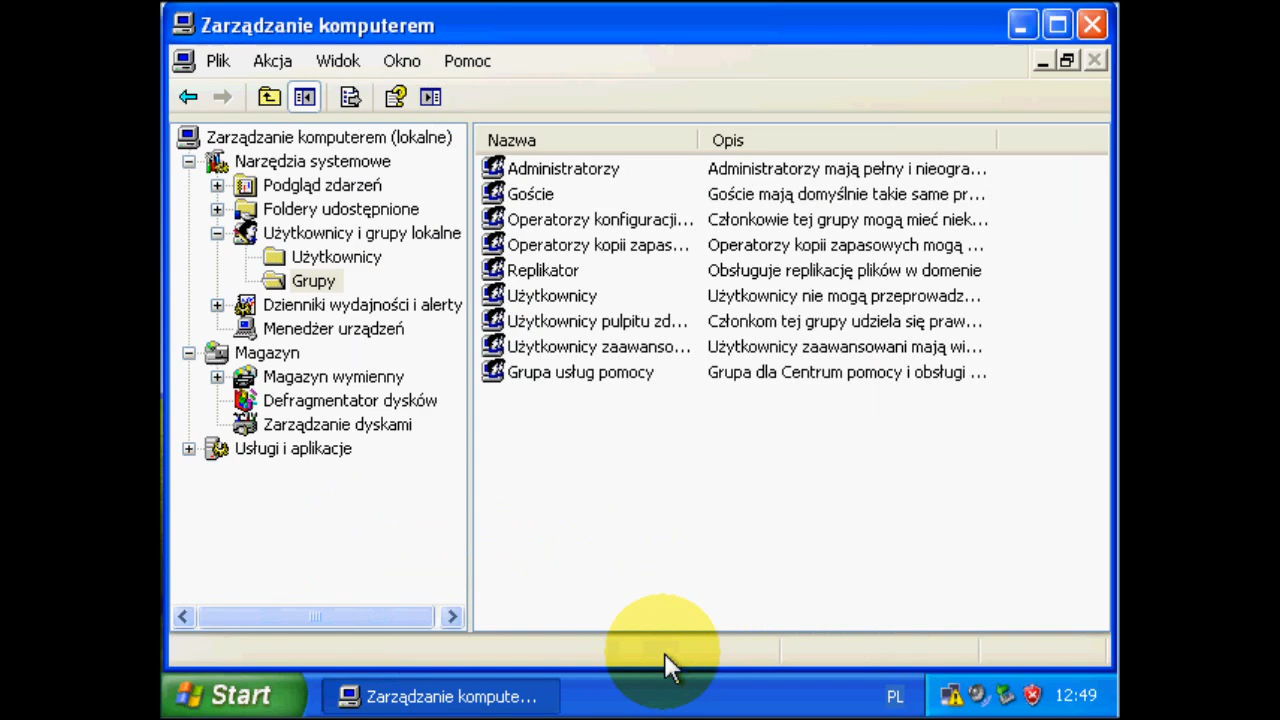 Zarządzanie komputerem
Plik Akcja Widok Okno Pomoc
Zarządzanie komputerem (lokalne)
Narzędzia systemowe
Podgląd zdarzeń
Foldery udostępnione
Użytkownicy i grupy lokalne
Użytkownicy
Grupy
Dzienniki wydajności i alerty
Menedżer urządzeń
Magazyn
Magazyn wymienny
Defragmentator dysków
Zarządzanie dyskami
Usługi i aplikacje
Nazwa Opis
Administratorzy Administratorzy mają pełny i nieogra...
Goście Goście mają domyślnie takie same pr...
Operatorzy konfiguracji... Członkowie tej grupy mogą mieć niek...
Operatorzy kopii zapas... Operatorzy kopii zapasowych mogą ...
Replikator Obsługuje replikację plików w domenie
Użytkownicy Użytkownicy nie mogą przeprowadz...
Użytkownicy pulpitu zd... Członkom tej grupy udziela się praw...
Użytkownicy zaawanso... Użytkownicy zaawansowani mają wi...
Grupa usług pomocy Grupa dla Centrum pomocy i obsługi ...
Start Zarządzanie kompute... PL 12:49